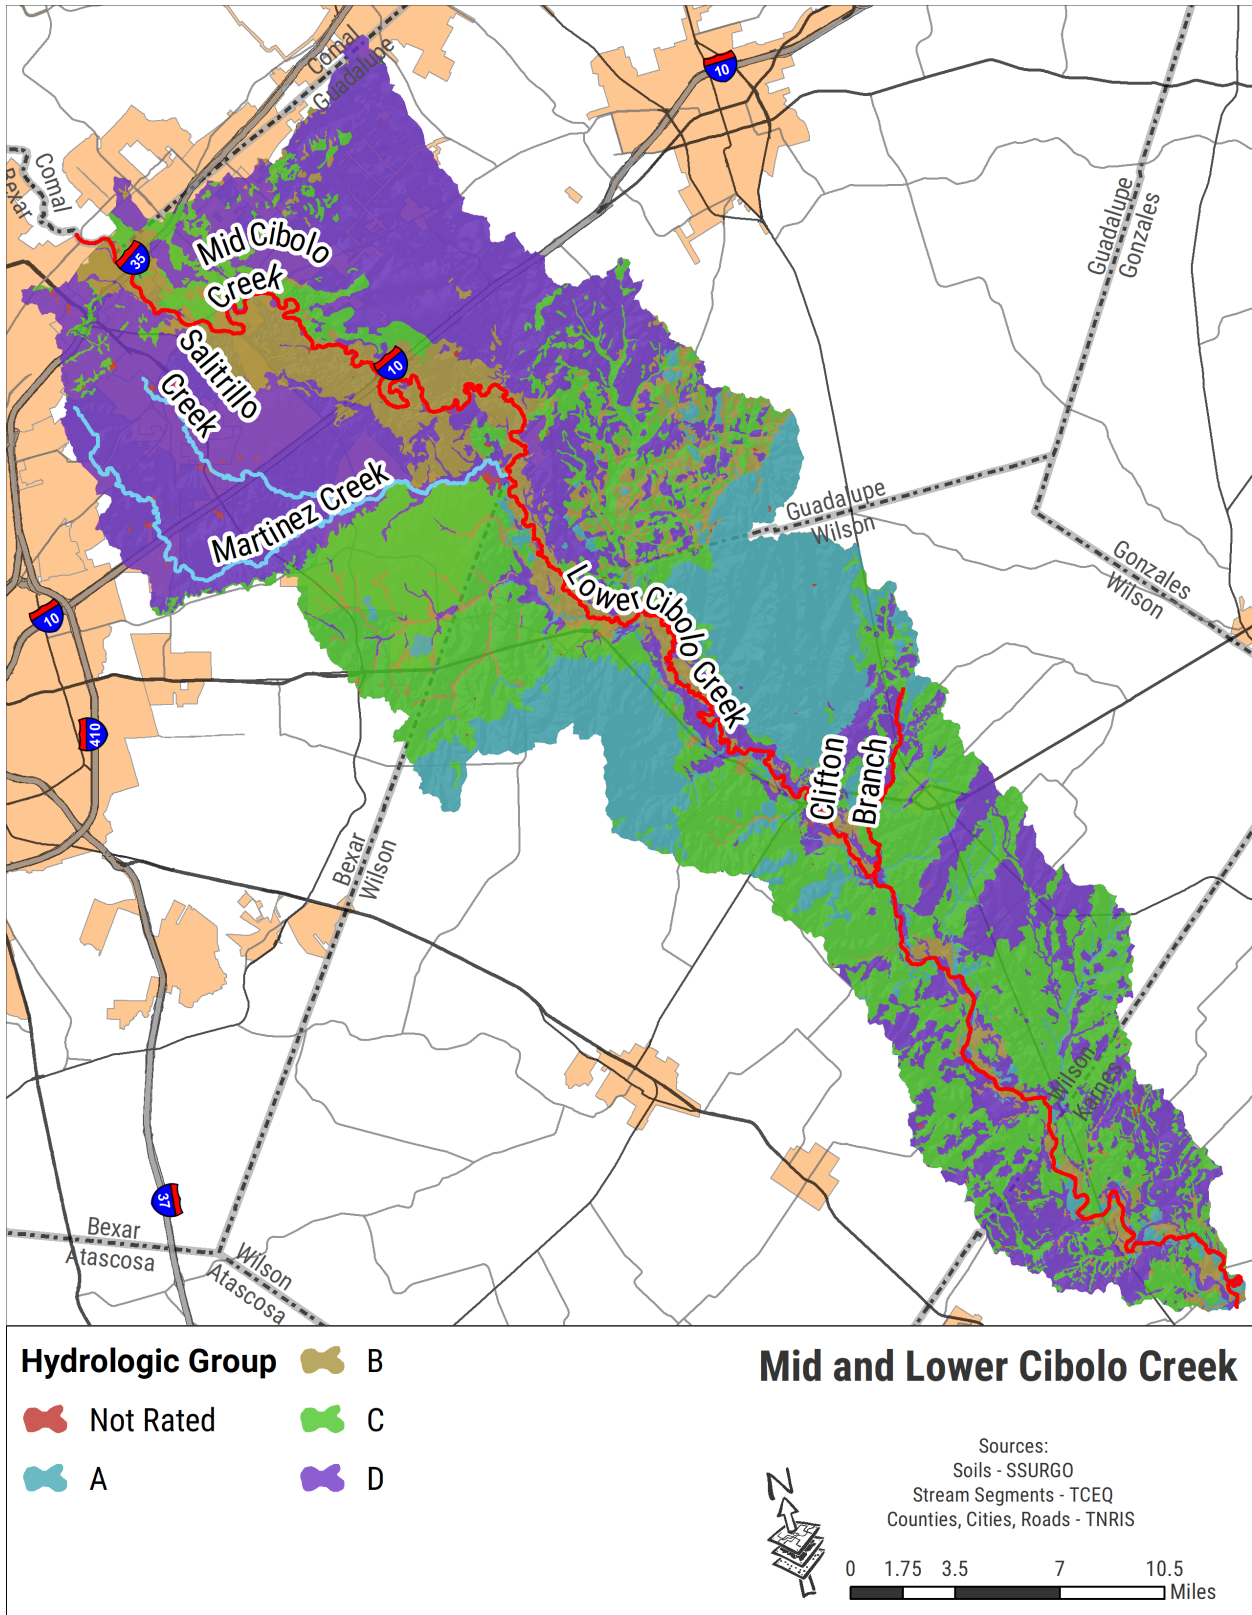 Comal
Guadalupe
10
Comal
Bexar
35
Mid Cibolo
Creek
Guadalupe
Gonzales
Salitrillo
Creek
10
Martinez Creek
Guadalupe
Wilson
Gonzales
Wilson
Lower Cibolo Creek
10
410
Clifton
Branch
Bexar
Wilson
Wilson
Karnes
37
Bexar
Atascosa
Wilson
Atascosa
Hydrologic Group
Not Rated
A
B
C
D
Mid and Lower Cibolo Creek
Sources:
Soils - SSURGO
Stream Segments - TCEQ
Counties, Cities, Roads - TNRIS
N
0 1.75 3.5 7 10.5
Miles